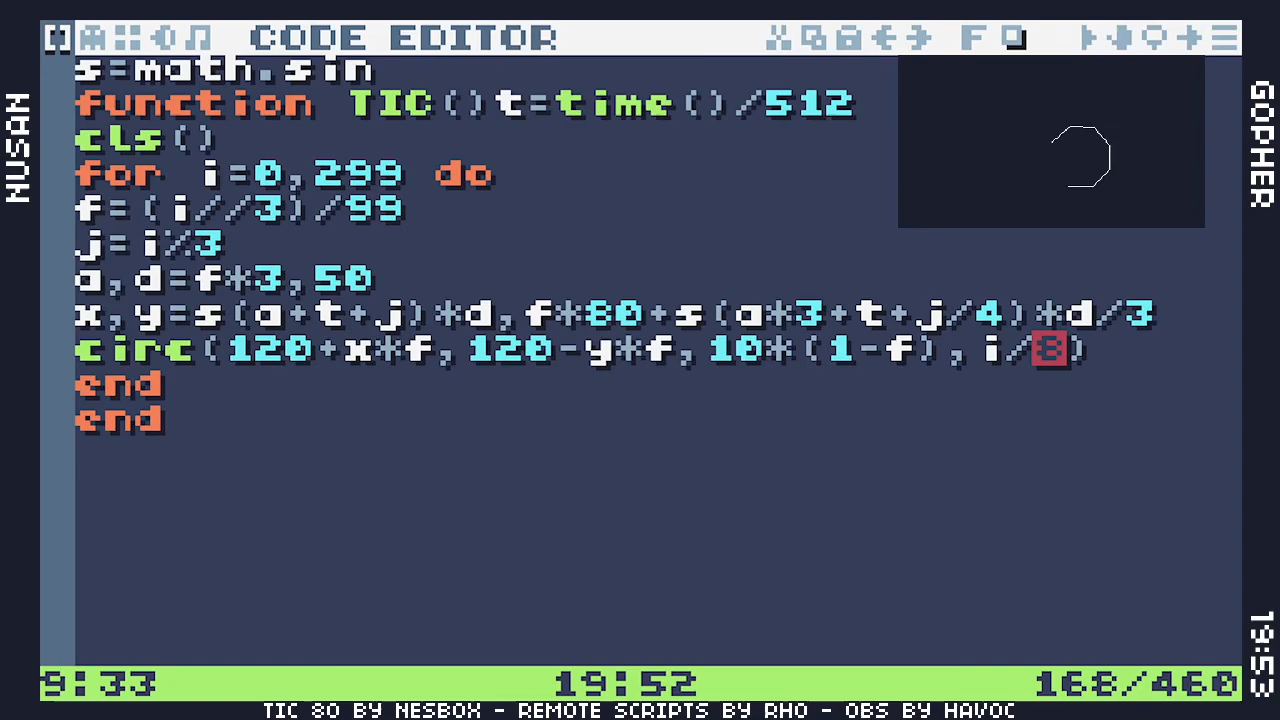 CODE EDITOR
s=math.sin
function TIC()t=time()/512
cls()
for i=0,299 do
f=(i//3)/99
j=i%3
a,d=f*3,50
x,y=s(a+t+j)*d,f*80+s(a*3+t+j/4)*d/3
circ(120+x*f,120-y*f,10*(1-f),i/8)
end
end
9:33 19:52 168/460
TIC 80 BY NESBOX - REMOTE SCRIPTS BY RHO - OBS BY HAVOC
NUSAN
GOPHER
19:53